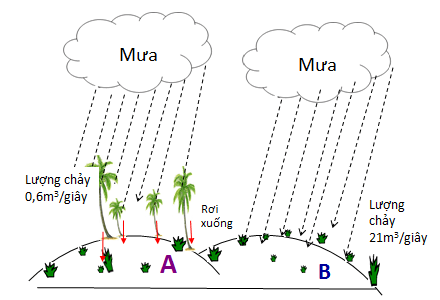 Mưa
Mưa
Lượng chảy
0,6m³/giây
Rơi
xuống
Lượng
chảy
21m³/giây
A
B